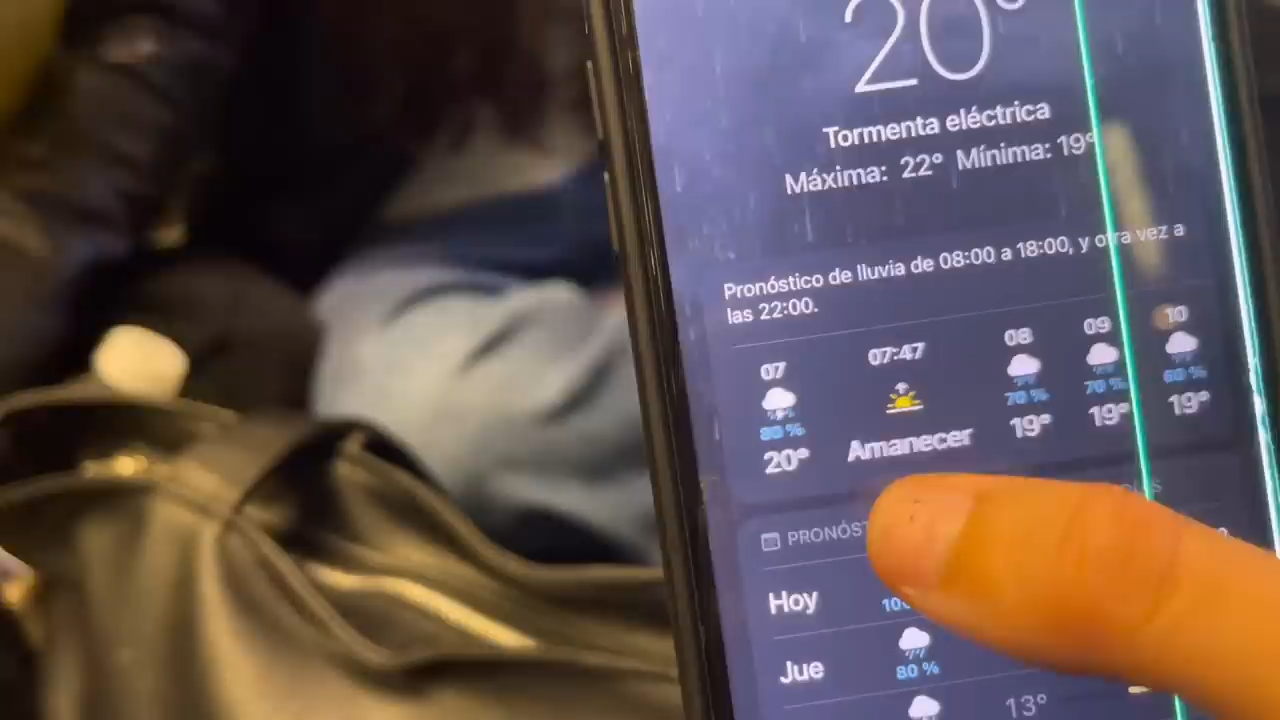 20°
Tormenta eléctrica
Máxima: 22° Mínima: 19°
Pronóstico de lluvia de 08:00 a 18:00, y otra vez a
las 22:00.
07 07:47 08 09 10
80 % 70 % 70 % 60 %
20° Amanecer 19° 19° 19°
Hoy
Jue
80 %
13°